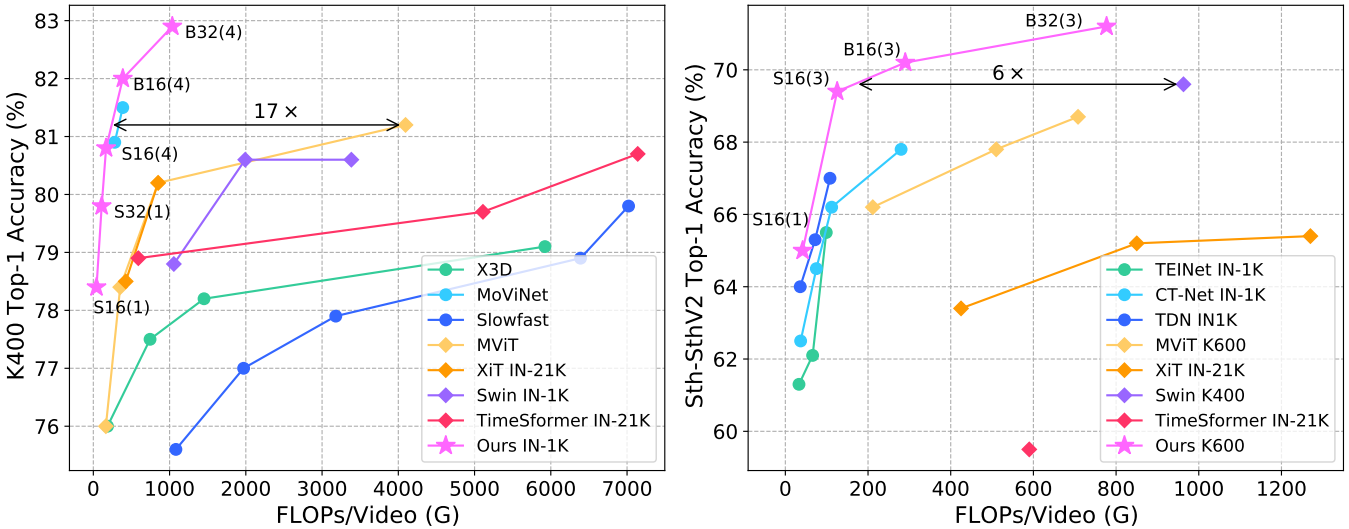 K400 Top-1 Accuracy (%)
83
82
81
80
79
78
77
76
B32(4)
B16(4)
17 ×
S16(4)
S32(1)
S16(1)
X3D
MoViNet
Slowfast
MViT
XiT IN-21K
Swin IN-1K
TimeSformer IN-21K
Ours IN-1K
0 1000 2000 3000 4000 5000 6000 7000
FLOPs/Video (G)
Sth-SthV2 Top-1 Accuracy (%)
70
68
66
64
62
60
B32(3)
B16(3)
S16(3)
6 ×
S16(1)
TEINet IN-1K
CT-Net IN-1K
TDN IN1K
MViT K600
XiT IN-21K
Swin K400
TimeSformer IN-21K
Ours K600
0 200 400 600 800 1000 1200
FLOPs/Video (G)